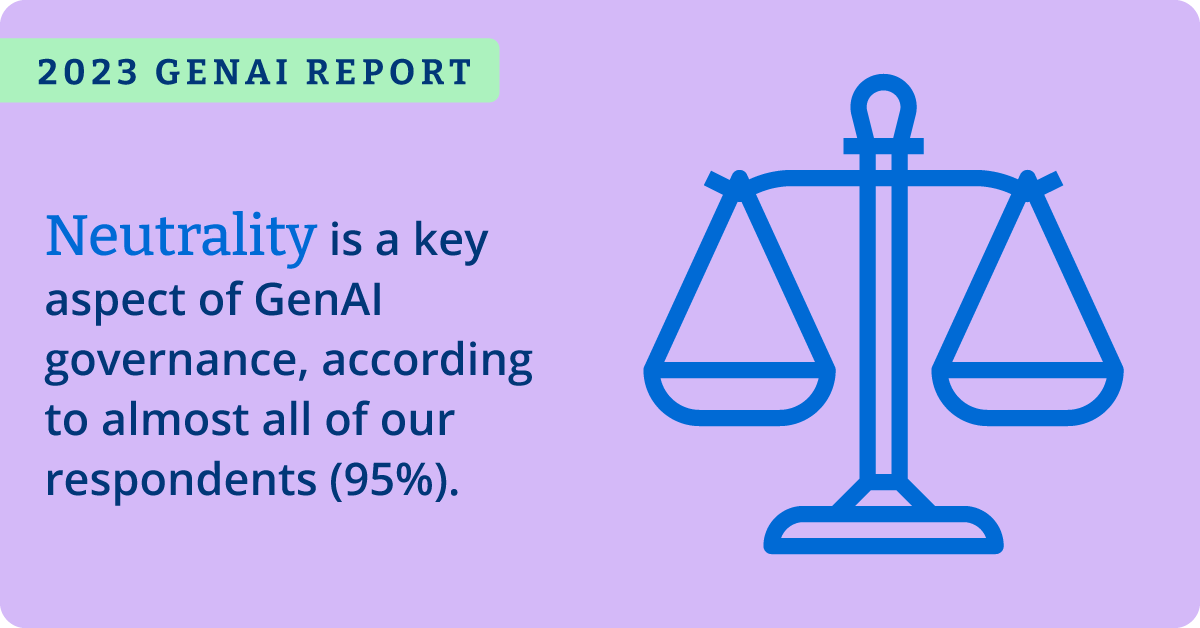 2023 GENAI REPORT
Neutrality is a key
aspect of GenAI
governance, according
to almost all of our
respondents (95%).